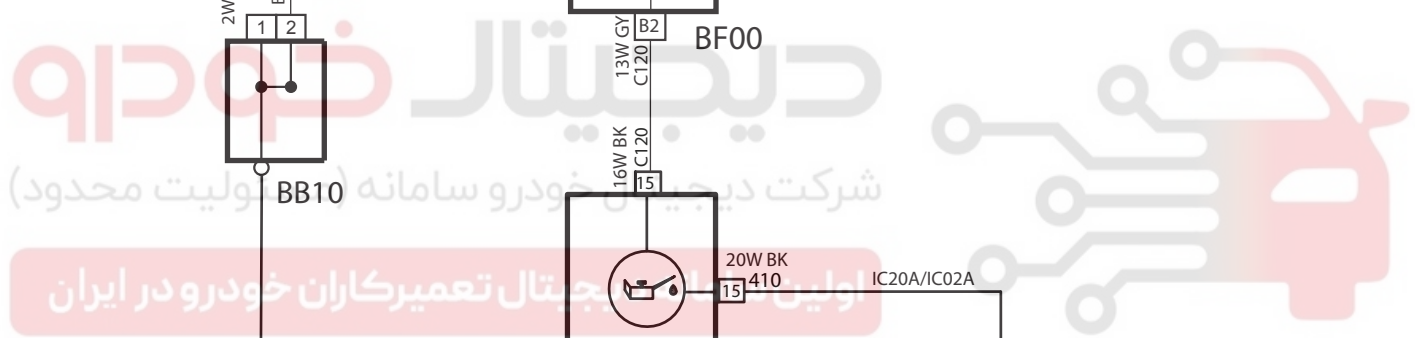 2W
1 2
B2
13W GY
C120
BF00
دیجیتال خودرو
16W BK
C120
15
شرکت دیجیتال خودرو سامانه (مسئولیت محدود)
BB10
20W BK
15 410
IC20A/IC02A
اولین سامانه دیجیتال تعمیرکاران خودرو در ایران